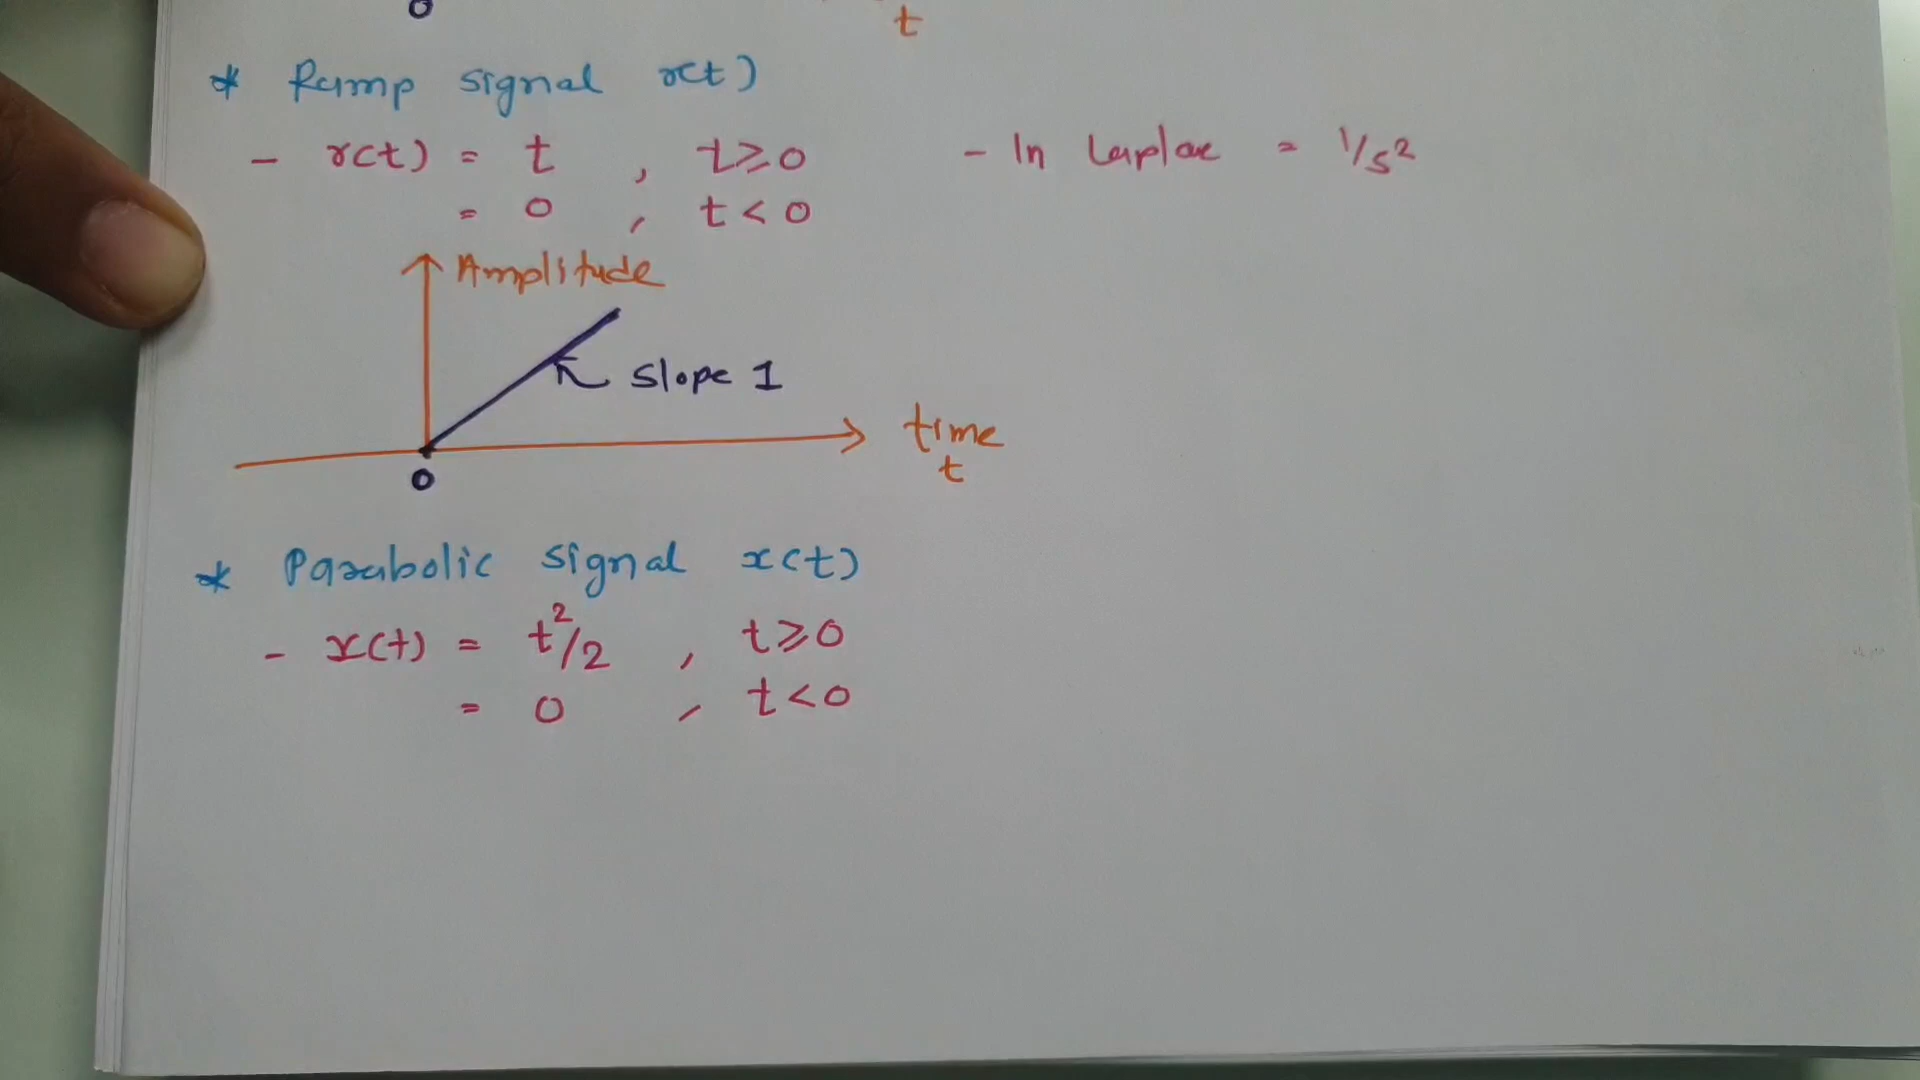 0
t
* Ramp signal r(t)
- r(t) = t , t≥0
= 0 , t<0
- In Laplace = 1/s²
Amplitude
slope 1
time
t
0
* Parabolic signal x(t)
- x(t) = t²/2 , t≥0
= 0 , t<0